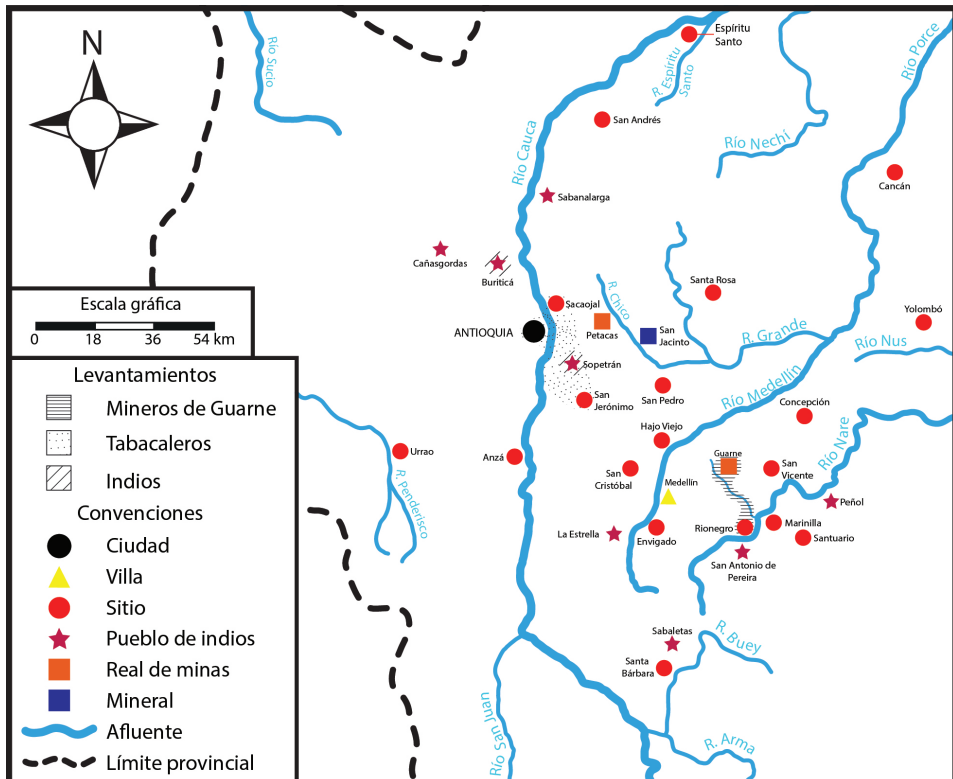 N
Río Sucio
Río Cauca
R. Espíritu
Santo
Espíritu
Santo
Río Porce
San Andrés
Río Nechí
Cancán
Sabanalarga
Cañasgordas
Buriticá
Santa Rosa
Escala gráfica
0 18 36 54 km
Sacaojal
R. Chico
ANTIOQUIA
Petacas
San
Jacinto
R. Grande
Yolombó
Río Nus
Sopetrán
San
Jerónimo
San Pedro
Río Medellín
Concepción
Levantamientos
Mineros de Guarne
Tabacaleros
Indios
Convenciones
Ciudad
Villa
Sitio
Pueblo de indios
Real de minas
Mineral
Afluente
Límite provincial
Urrao
R. Penderisco
Anzá
Hajo Viejo
San
Cristóbal
Medellín
Guarne
San
Vicente
Río Nare
Peñol
La Estrella
Envigado
Rionegro
Marinilla
Santuario
San Antonio de
Pereira
Sabaletas
R. Buey
Santa
Bárbara
Río San Juan
R. Arma